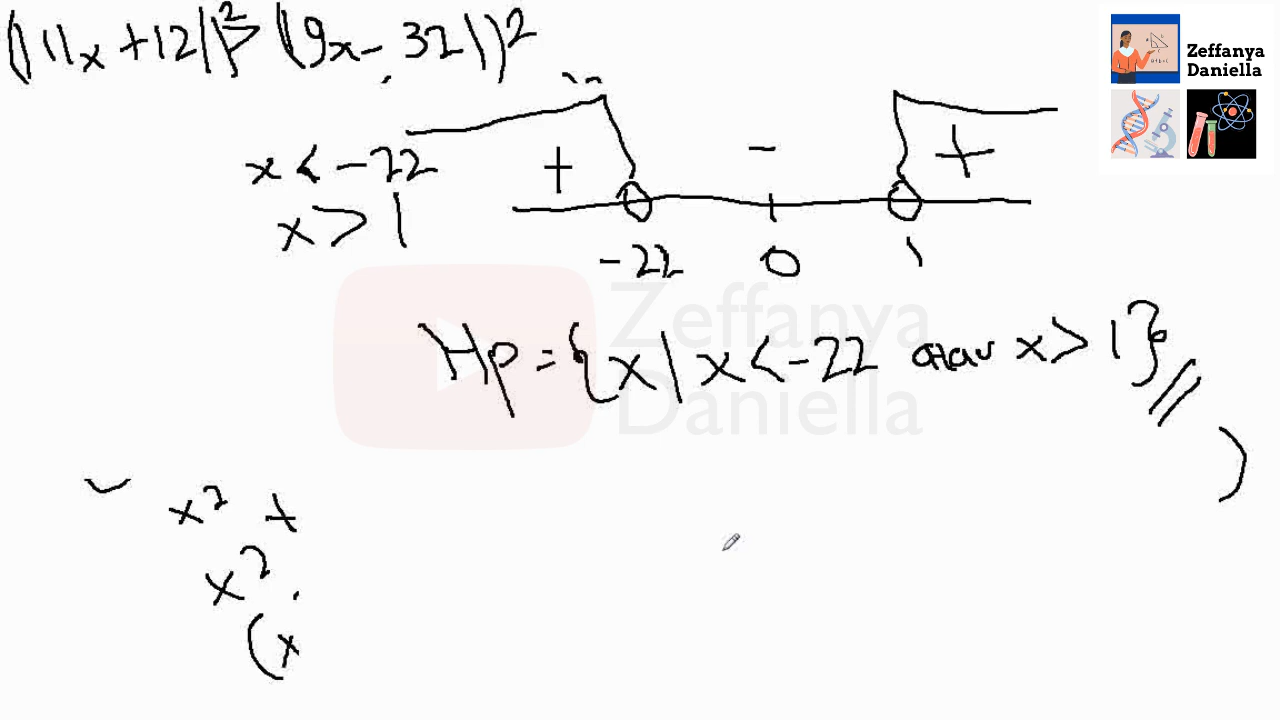 (|11x + 12|)² > (|9x - 32|)²
Zeffanya
Daniella
x < -22
x > 1
+ - +
-22 0 1
Zeffanya
Daniella
Hp = {x | x < -22 atau x > 1}
x² +
x²
(x